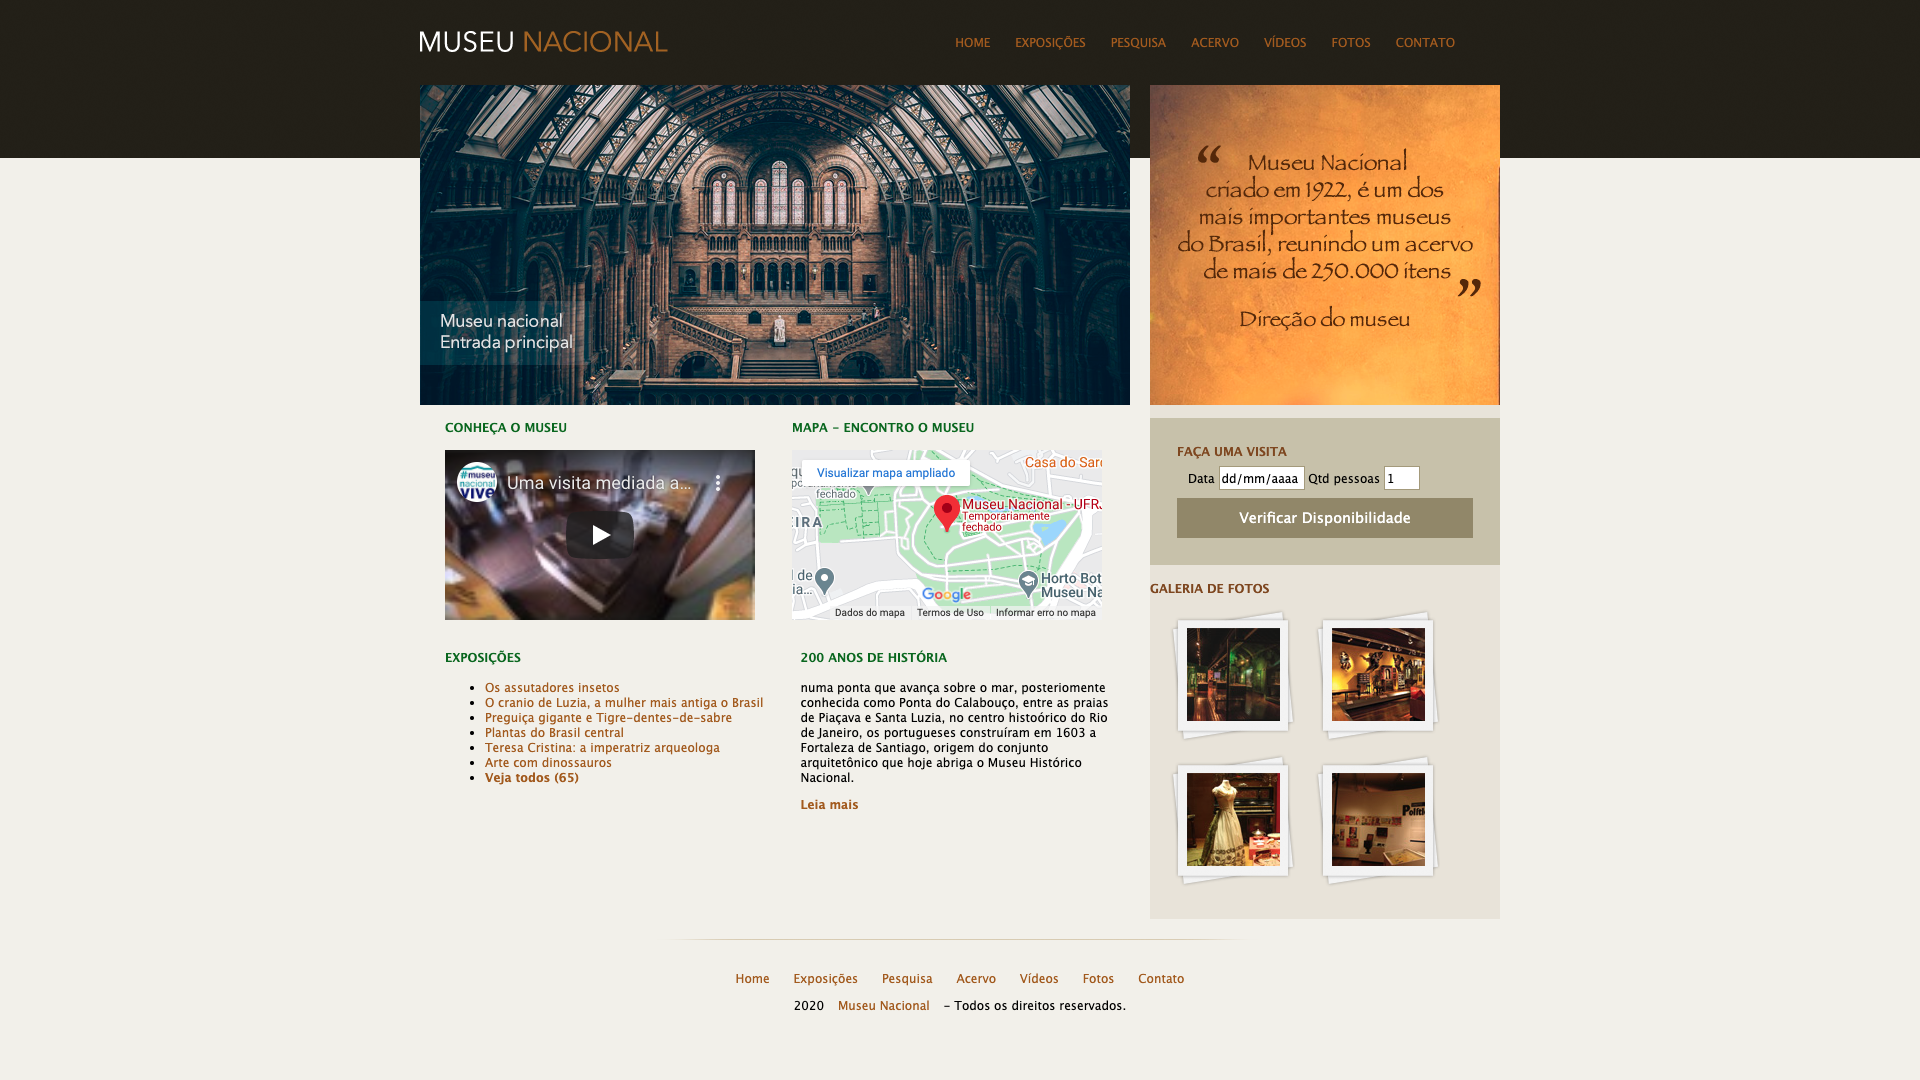 MUSEU NACIONAL
HOME EXPOSIÇÕES PESQUISA ACERVO VÍDEOS FOTOS CONTATO
Museu nacional
Entrada principal
“ Museu Nacional
criado em 1922, é um dos
mais importantes museus
do Brasil, reunindo um acervo
de mais de 250.000 itens ”
Direção do museu
CONHEÇA O MUSEU
#museu
nacional
vive
Uma visita mediada a...
MAPA - ENCONTRO O MUSEU
Visualizar mapa ampliado
Casa do Sar
fechado
EIRA
Museu Nacional - UFRJ
Temporariamente
fechado
l de
ia...
Horto Bot
Museu Na
Google
Dados do mapa Termos de Uso Informar erro no mapa
FAÇA UMA VISITA
Data dd/mm/aaaa Qtd pessoas 1
Verificar Disponibilidade
GALERIA DE FOTOS
Políti
EXPOSIÇÕES
Os assutadores insetos
O cranio de Luzia, a mulher mais antiga o Brasil
Preguiça gigante e Tigre-dentes-de-sabre
Plantas do Brasil central
Teresa Cristina: a imperatriz arqueologa
Arte com dinossauros
Veja todos (65)
200 ANOS DE HISTÓRIA
numa ponta que avança sobre o mar, posteriomente
conhecida como Ponta do Calabouço, entre as praias
de Piaçava e Santa Luzia, no centro histoórico do Rio
de Janeiro, os portugueses construíram em 1603 a
Fortaleza de Santiago, origem do conjunto
arquitetônico que hoje abriga o Museu Histórico
Nacional.
Leia mais
Home Exposições Pesquisa Acervo Vídeos Fotos Contato
2020 Museu Nacional - Todos os direitos reservados.